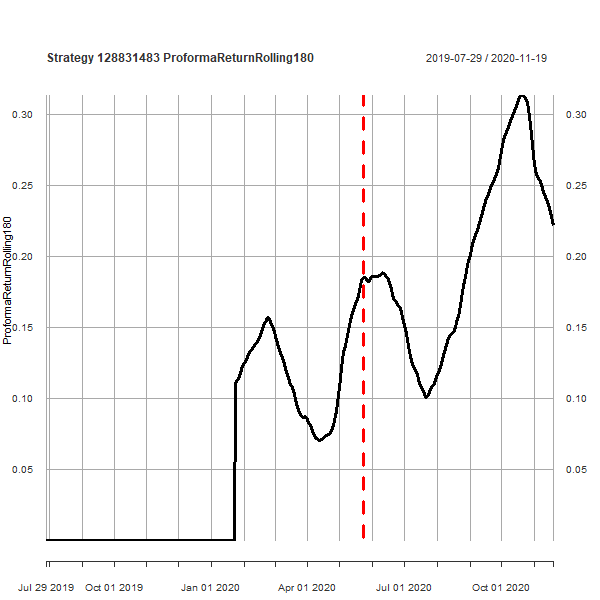 Strategy 128831483 ProformaReturnRolling180
2019-07-29 / 2020-11-19
ProformaReturnRolling180
0.30 0.30
0.25 0.25
0.20 0.20
0.15 0.15
0.10 0.10
0.05 0.05
Jul 29 2019 Oct 01 2019 Jan 01 2020 Apr 01 2020 Jul 01 2020 Oct 01 2020